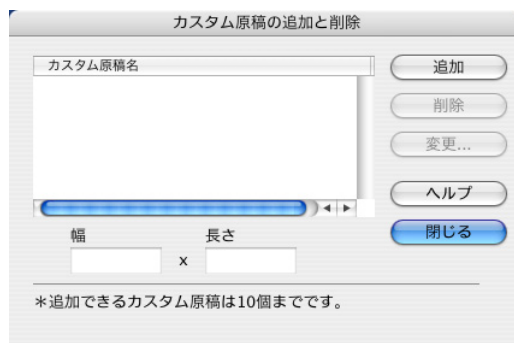 カスタム原稿の追加と削除
カスタム原稿名
追加
削除
変更...
ヘルプ
閉じる
幅 長さ
x
＊追加できるカスタム原稿は10個までです。